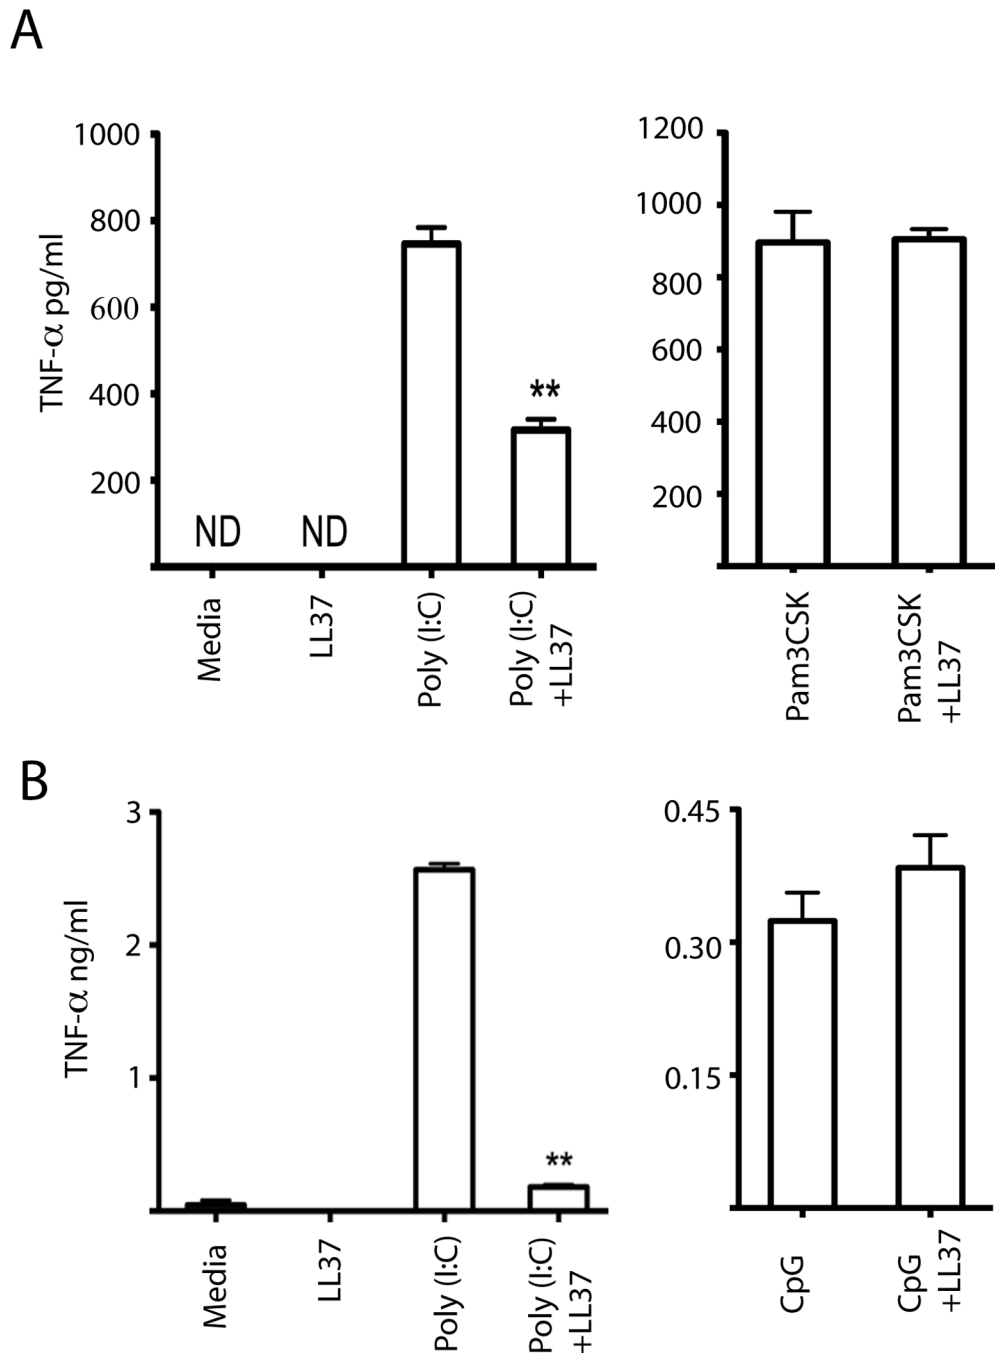 A
TNF-α pg/ml
1000
800
600
400
200
ND
ND
**
Media
LL37
Poly (I:C)
Poly (I:C)
+LL37
1200
1000
800
600
400
200
Pam3CSK
Pam3CSK
+LL37
B
TNF-α ng/ml
3
2
1
**
Media
LL37
Poly (I:C)
Poly (I:C)
+LL37
0.45
0.30
0.15
CpG
CpG
+LL37